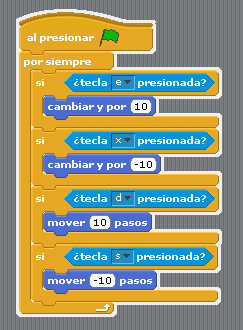 al presionar
por siempre
si ¿tecla e presionada?
cambiar y por 10
si ¿tecla x presionada?
cambiar y por -10
si ¿tecla d presionada?
mover 10 pasos
si ¿tecla s presionada?
mover -10 pasos